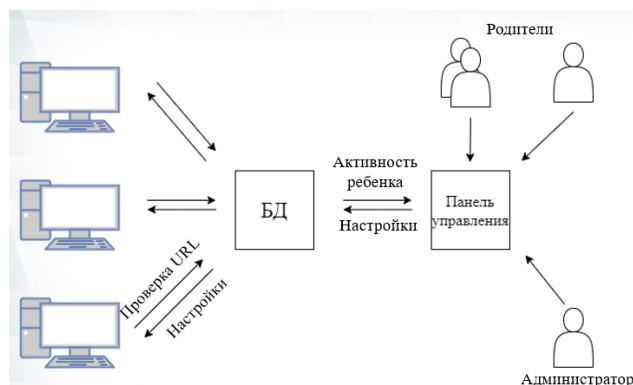 Родители
Активность
ребенка
БД
Настройки
Панель
управления
Проверка URL
Настройки
Администратор